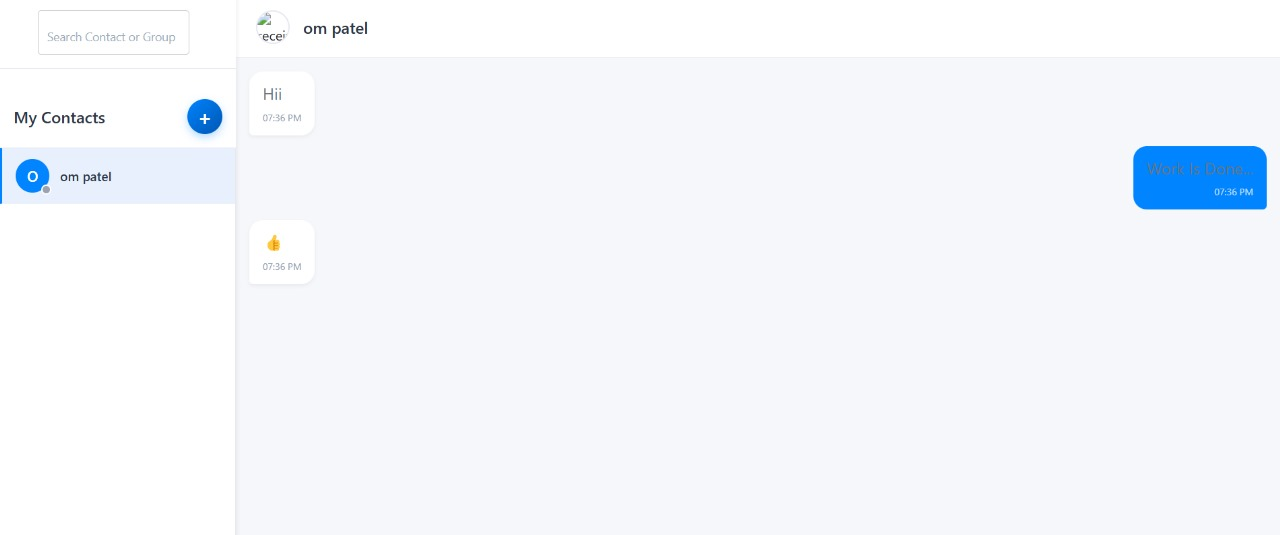 Search Contact or Group
My Contacts
+
O
om patel
om patel
Hii
07:36 PM
Work Is Done...
07:36 PM
👍
07:36 PM